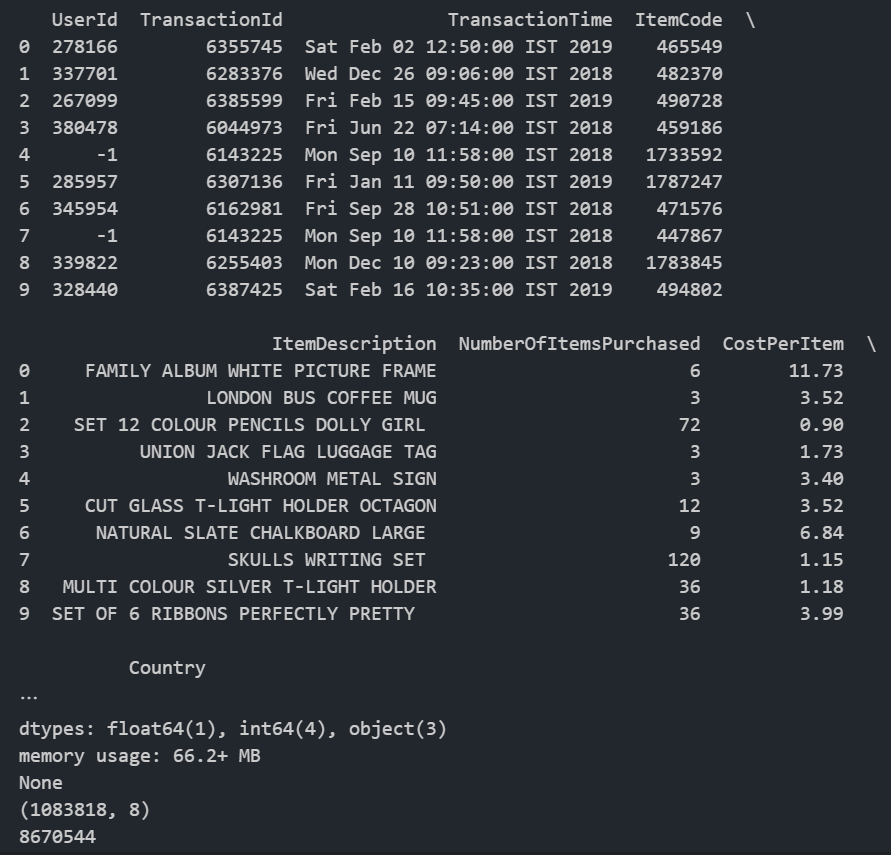 UserId  TransactionId               TransactionTime  ItemCode  \
0  278166        6355745  Sat Feb 02 12:50:00 IST 2019    465549
1  337701        6283376  Wed Dec 26 09:06:00 IST 2018    482370
2  267099        6385599  Fri Feb 15 09:45:00 IST 2019    490728
3  380478        6044973  Fri Jun 22 07:14:00 IST 2018    459186
4      -1        6143225  Mon Sep 10 11:58:00 IST 2018   1733592
5  285957        6307136  Fri Jan 11 09:50:00 IST 2019   1787247
6  345954        6162981  Fri Sep 28 10:51:00 IST 2018    471576
7      -1        6143225  Mon Sep 10 11:58:00 IST 2018    447867
8  339822        6255403  Mon Dec 10 09:23:00 IST 2018   1783845
9  328440        6387425  Sat Feb 16 10:35:00 IST 2019    494802
ItemDescription  NumberOfItemsPurchased  CostPerItem  \
0     FAMILY ALBUM WHITE PICTURE FRAME                       6        11.73
1                LONDON BUS COFFEE MUG                       3         3.52
2    SET 12 COLOUR PENCILS DOLLY GIRL                       72         0.90
3          UNION JACK FLAG LUGGAGE TAG                       3         1.73
4                  WASHROOM METAL SIGN                       3         3.40
5     CUT GLASS T-LIGHT HOLDER OCTAGON                      12         3.52
6      NATURAL SLATE CHALKBOARD LARGE                        9         6.84
7                  SKULLS WRITING SET                      120         1.15
8   MULTI COLOUR SILVER T-LIGHT HOLDER                      36         1.18
9  SET OF 6 RIBBONS PERFECTLY PRETTY                        36         3.99
Country
...
dtypes: float64(1), int64(4), object(3)
memory usage: 66.2+ MB
None
(1083818, 8)
8670544